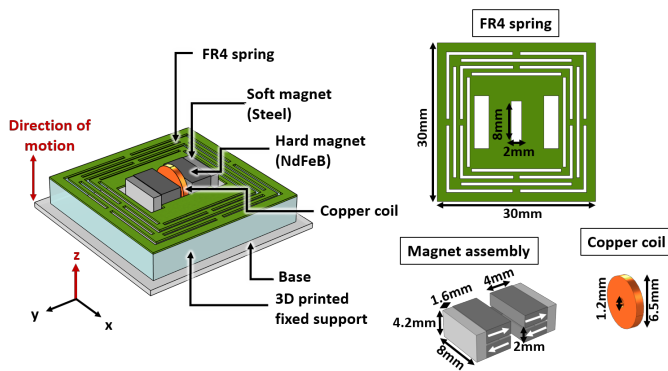 FR4 spring
Soft magnet
(Steel)
Hard magnet
(NdFeB)
Copper coil
Base
3D printed
fixed support
Direction of
motion
z
y
x
FR4 spring
30mm
8mm
2mm
30mm
Magnet assembly
1.6mm
4mm
4.2mm
8mm
2mm
Copper coil
1.2mm
6.5mm